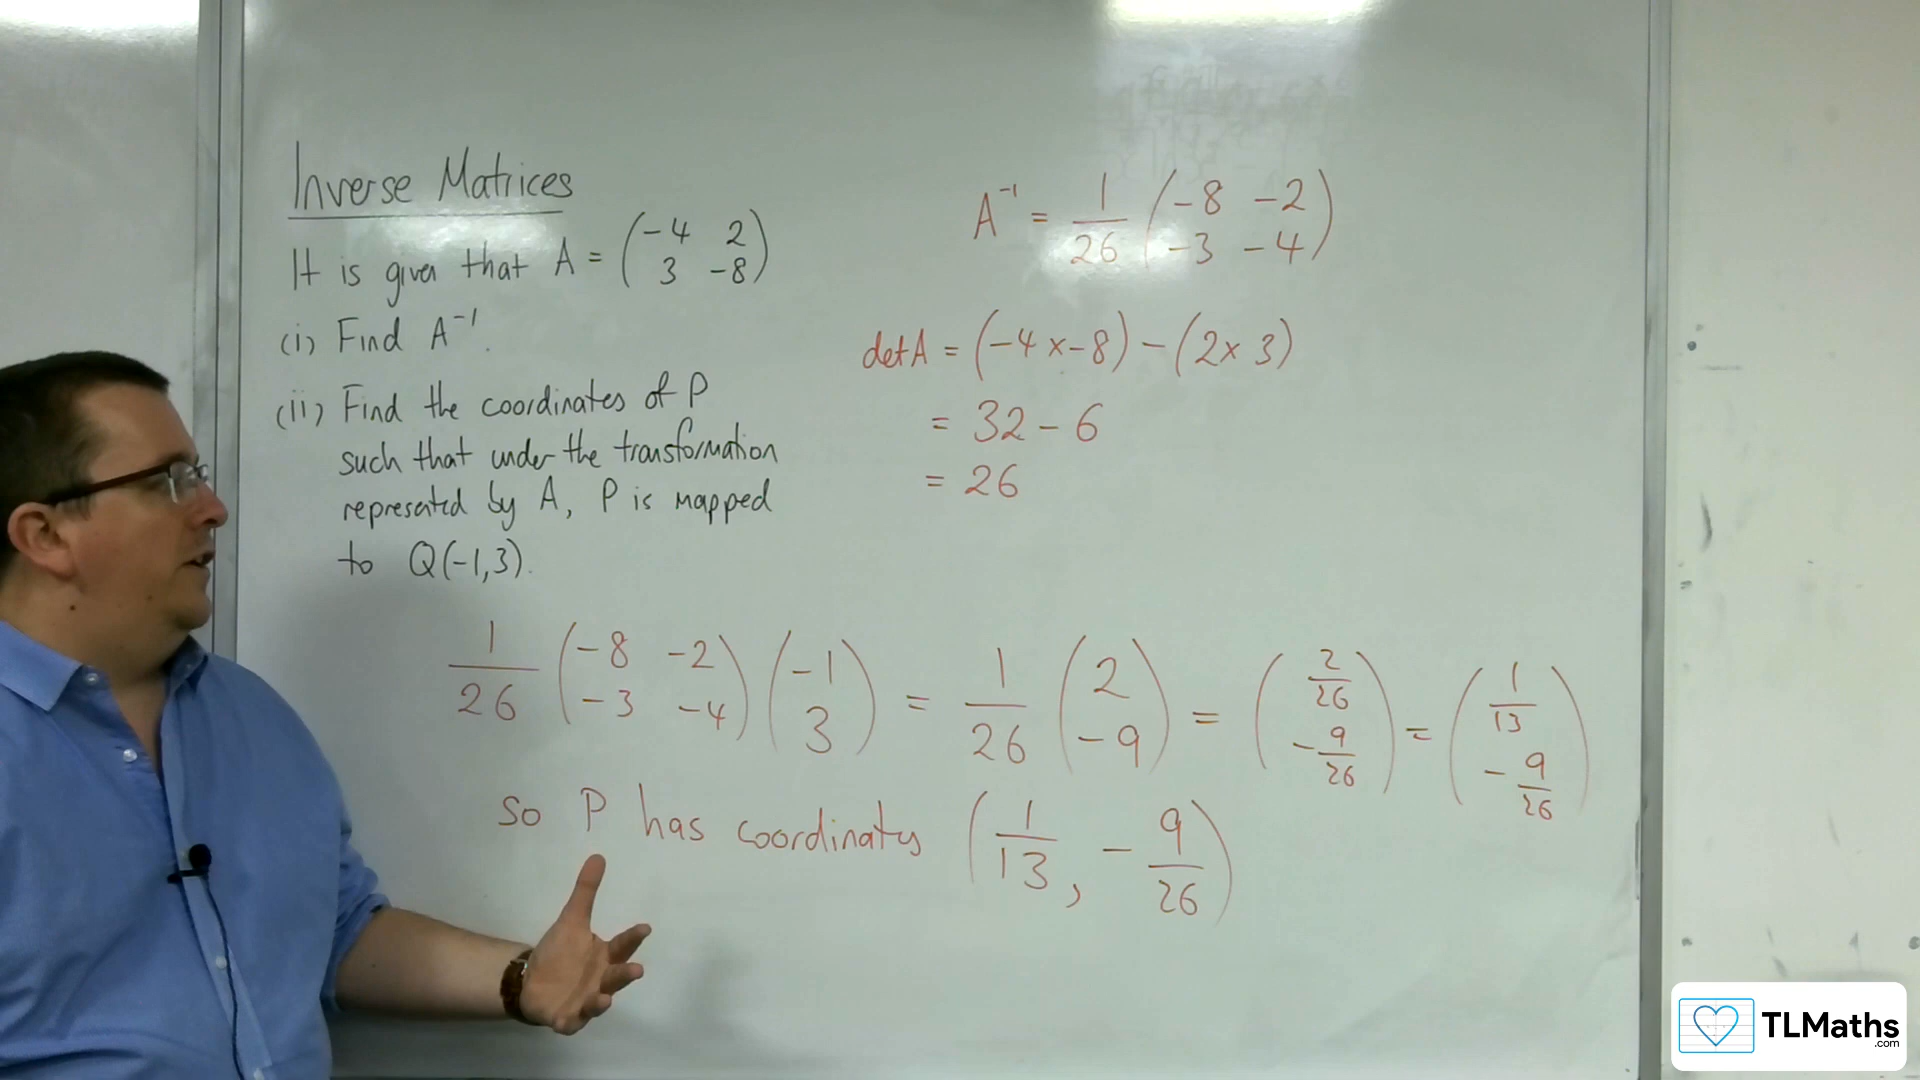 Inverse Matrices
It is given that A = (-4 2
3 -8)
(i) Find A⁻¹.
(ii) Find the coordinates of P
such that under the transformation
represented by A, P is mapped
to Q(-1,3).
A⁻¹ = 1/26 (-8 -2
-3 -4)
det A = (-4 x -8) - (2 x 3)
= 32 - 6
= 26
1/26 (-8 -2
-3 -4) (-1
3) = 1/26 (2
-9) = (2/26
-9/26) = (1/13
-9/26)
so P has coordinates (1/13, -9/26)
TLMaths
.com